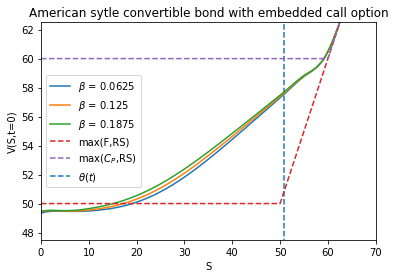 American sytle convertible bond with embedded call option
62
60
58
56
54
52
50
48
V(S,t=0)
β = 0.0625
β = 0.125
β = 0.1875
max(F,RS)
max(C_P,RS)
θ(t)
0 10 20 30 40 50 60 70
S